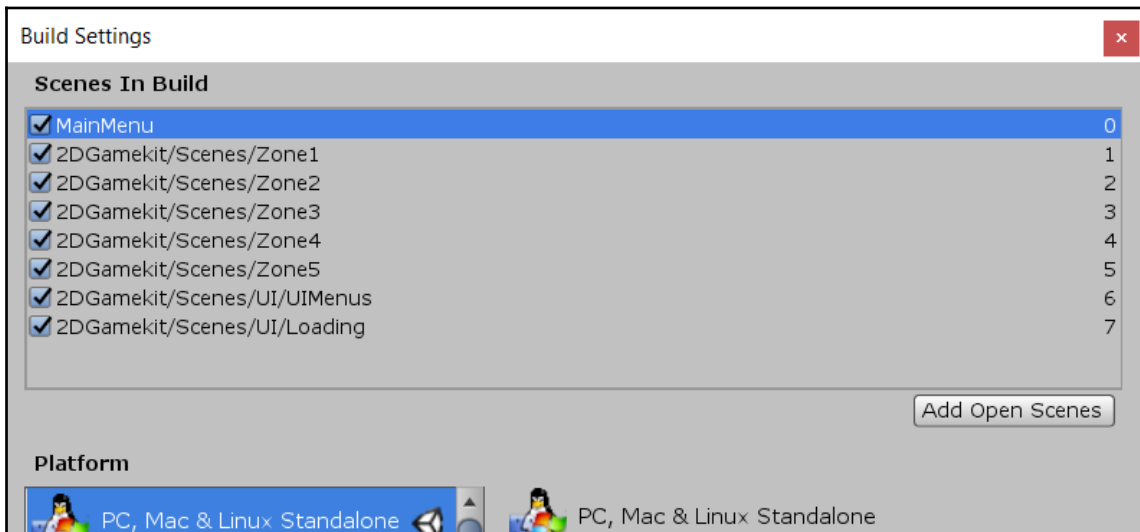 Build Settings
Scenes In Build
MainMenu 0
2DGamekit/Scenes/Zone1 1
2DGamekit/Scenes/Zone2 2
2DGamekit/Scenes/Zone3 3
2DGamekit/Scenes/Zone4 4
2DGamekit/Scenes/Zone5 5
2DGamekit/Scenes/UI/UIMenus 6
2DGamekit/Scenes/UI/Loading 7
Add Open Scenes
Platform
PC, Mac & Linux Standalone PC, Mac & Linux Standalone